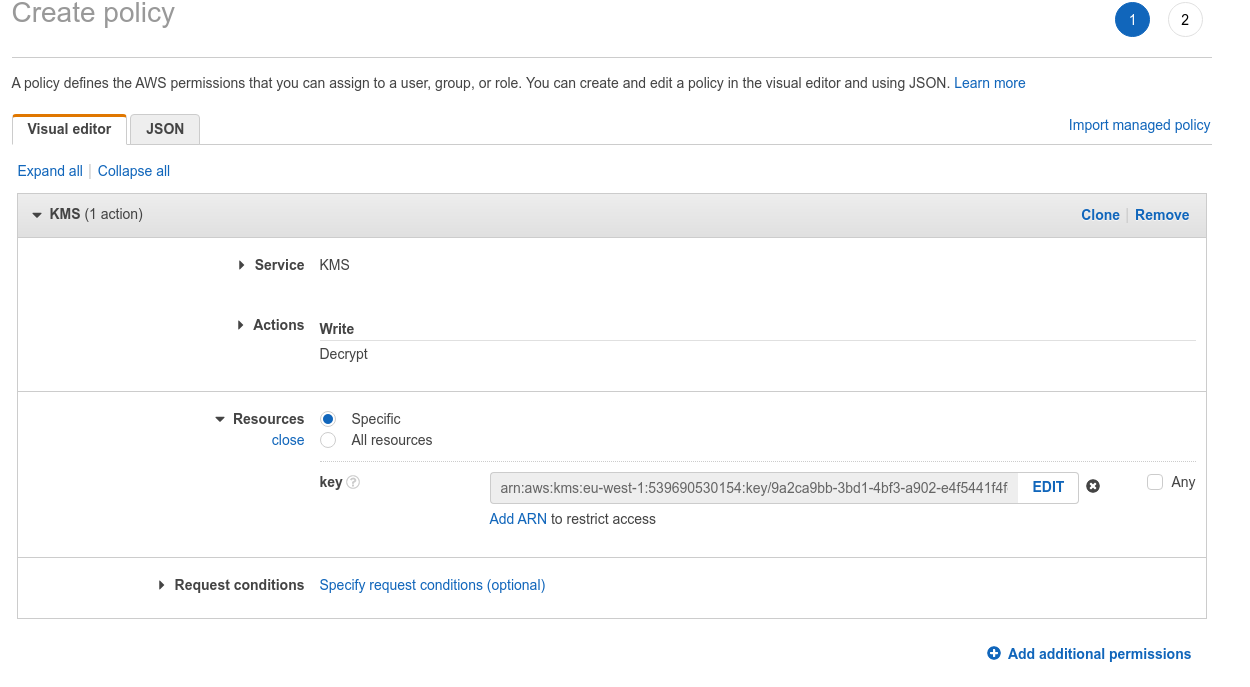 Create policy
1 2
A policy defines the AWS permissions that you can assign to a user, group, or role. You can create and edit a policy in the visual editor and using JSON. Learn more
Visual editor JSON
Import managed policy
Expand all | Collapse all
KMS (1 action)
Clone | Remove
Service KMS
Actions Write
Decrypt
Resources Specific
close All resources
key ? arn:aws:kms:eu-west-1:539690530154:key/9a2ca9bb-3bd1-4bf3-a902-e4f5441f4f EDIT Any
Add ARN to restrict access
Request conditions Specify request conditions (optional)
Add additional permissions